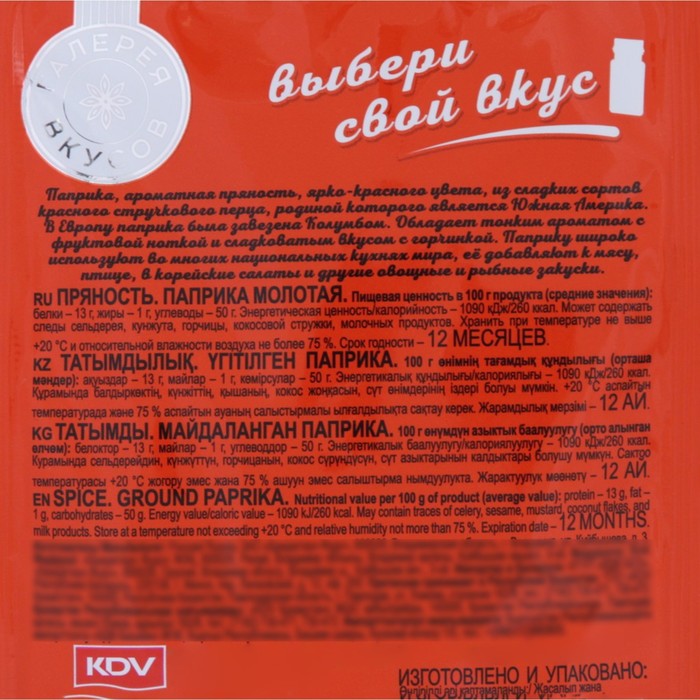 ГАЛЕРЕЯ ВКУСОВ
выбери
свой вкус
Паприка, ароматная пряность, ярко-красного цвета, из сладких сортов
красного стручкового перца, родиной которого является Южная Америка.
В Европу паприка была завезена Колумбом. Обладает тонким ароматом с
фруктовой ноткой и сладковатым вкусом с горчинкой. Паприку широко
используют во многих национальных кухнях мира, её добавляют к мясу,
птице, в корейские салаты и другие овощные и рыбные закуски.
RU ПРЯНОСТЬ. ПАПРИКА МОЛОТАЯ. Пищевая ценность в 100 г продукта (средние значения):
белки – 13 г, жиры – 1 г, углеводы – 50 г. Энергетическая ценность/калорийность – 1090 кДж/260 ккал. Может содержать
следы сельдерея, кунжута, горчицы, кокосовой стружки, молочных продуктов. Хранить при температуре не выше
+20 °С и относительной влажности воздуха не более 75 %. Срок годности – 12 МЕСЯЦЕВ.
KZ ТАТЫМДЫЛЫҚ. ҮГІТІЛГЕН ПАПРИКА. 100 г өнімнің тағамдық құндылығы (орташа
мәндер): ақуыздар – 13 г, майлар – 1 г, көмірсулар – 50 г. Энергетикалық құндылығы/калориялығы – 1090 кДж/260 ккал.
Құрамында балдыркөктің, күнжіттің, қышаның, кокос жоңқасын, сүт өнімдерінің іздері болуы мүмкін. +20 °С аспайтын
температурада және 75 % аспайтын ауаның салыстырмалы ылғалдылықта сақтау керек. Жарамдылық мерзімі – 12 АЙ.
KG ТАТЫМДЫ. МАЙДАЛАНГАН ПАПРИКА. 100 г өнүмдүн азыктык баалуулугу (орто алынган
өлчөм): белоктор – 13 г, майлар – 1 г, углеводдор – 50 г. Энергетикалык баалуулугу/калориялуулугу – 1090 кДж/260 ккал.
Курамында сельдерейдин, күнжүттүн, горчицанын, кокос сүрүндүсүн, сүт азыктарынын калдыктары болушу мүмкүн. Сактоо
температурасы +20 °С жогору эмес жана 75 % ашуун эмес салыштырма нымдуулукта. Жарактуулук мөөнөтү – 12 АЙ.
EN SPICE. GROUND PAPRIKA. Nutritional value per 100 g of product (average value): protein – 13 g, fat –
1 g, carbohydrates – 50 g. Energy value/caloric value – 1090 kJ/260 kcal. May contain traces of celery, sesame, mustard, coconut flakes, and
milk products. Store at a temperature not exceeding +20 °C and relative humidity not more than 75 %. Expiration date – 12 MONTHS.
KDV
ИЗГОТОВЛЕНО И УПАКОВАНО: